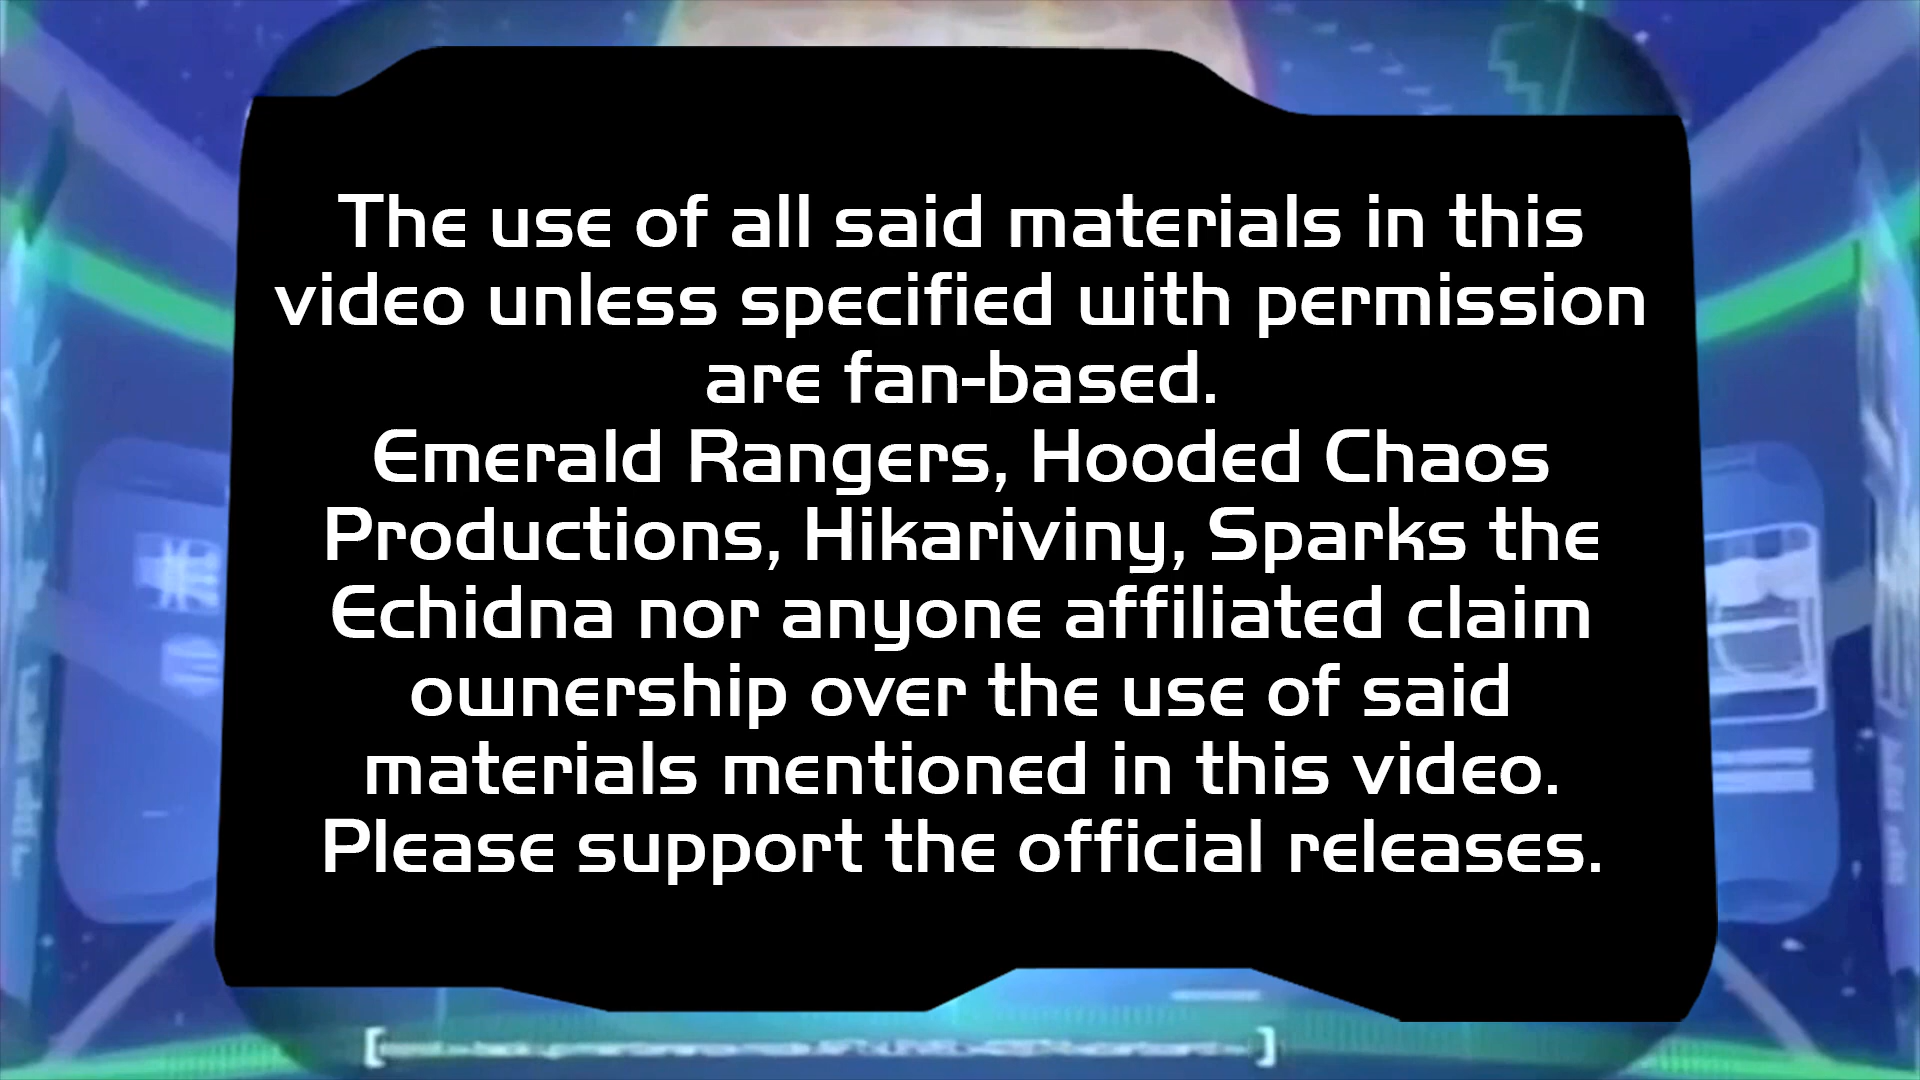 The use of all said materials in this
video unless specified with permission
are fan-based.
Emerald Rangers, Hooded Chaos
Productions, Hikariviny, Sparks the
Echidna nor anyone affiliated claim
ownership over the use of said
materials mentioned in this video.
Please support the official releases.